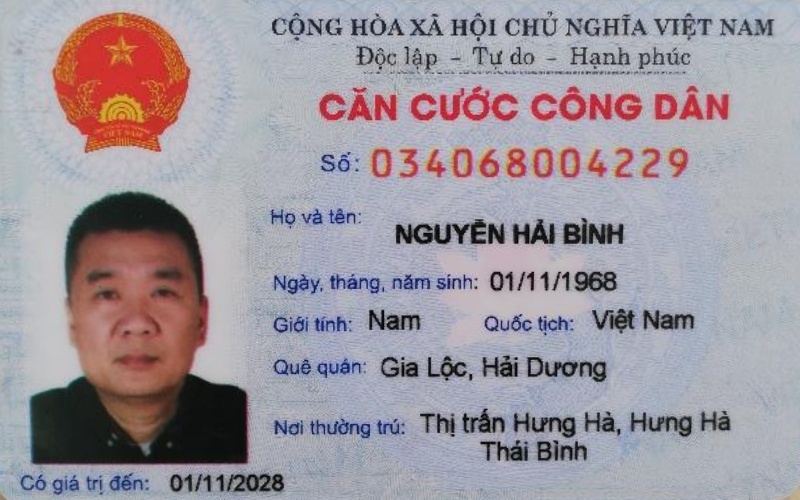 CỘNG HÒA XÃ HỘI CHỦ NGHĨA VIỆT NAM
Độc lập - Tự do - Hạnh phúc
CĂN CƯỚC CÔNG DÂN
Số: 034068004229
Họ và tên:
NGUYỄN HẢI BÌNH
Ngày, tháng, năm sinh: 01/11/1968
Giới tính: Nam Quốc tịch: Việt Nam
Quê quán: Gia Lộc, Hải Dương
Nơi thường trú: Thị trấn Hưng Hà, Hưng Hà
Thái Bình
Có giá trị đến: 01/11/2028